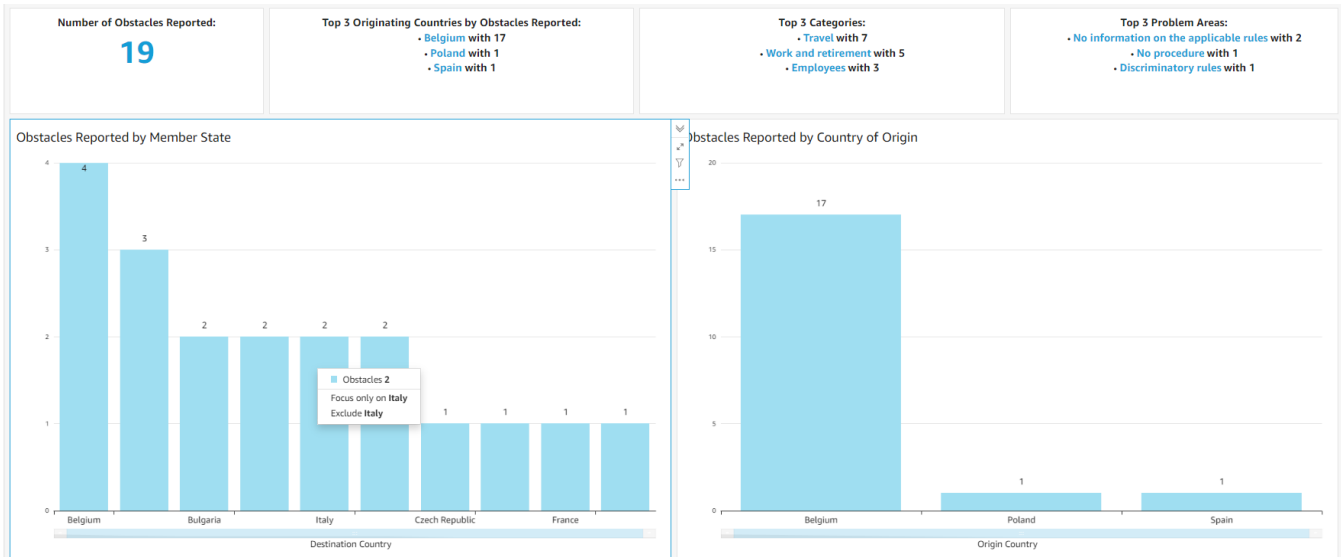 Number of Obstacles Reported:
19
Top 3 Originating Countries by Obstacles Reported:
• Belgium with 17
• Poland with 1
• Spain with 1
Top 3 Categories:
• Travel with 7
• Work and retirement with 5
• Employees with 3
Top 3 Problem Areas:
• No information on the applicable rules with 2
• No procedure with 1
• Discriminatory rules with 1
Obstacles Reported by Member State
4
3
2
1
0
4
3
2
2
2
2
1
1
1
1
Obstacles 2
Focus only on Italy
Exclude Italy
Belgium
Bulgaria
Italy
Czech Republic
France
Destination Country
Obstacles Reported by Country of Origin
20
15
10
5
0
17
1
1
Belgium
Poland
Spain
Origin Country